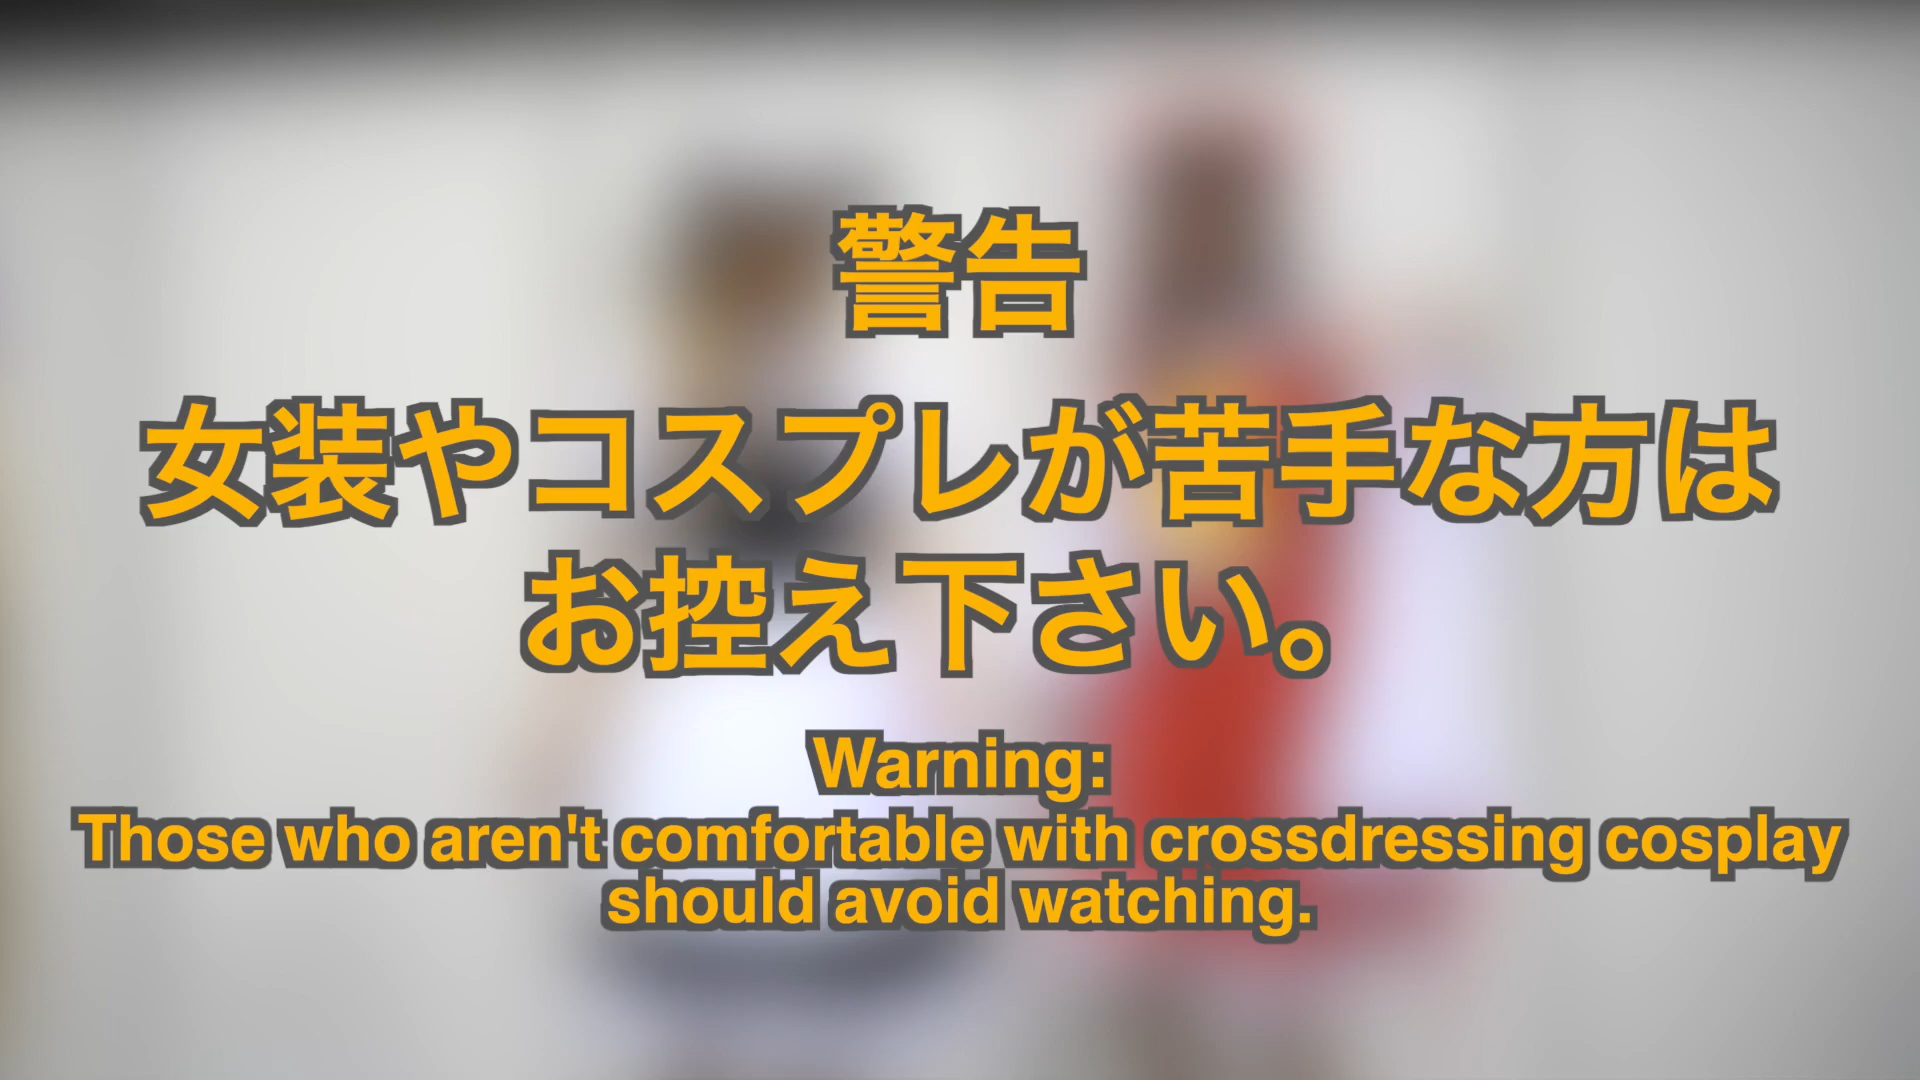 警告
女装やコスプレが苦手な方は
お控え下さい。
Warning:
Those who aren't comfortable with crossdressing cosplay
should avoid watching.